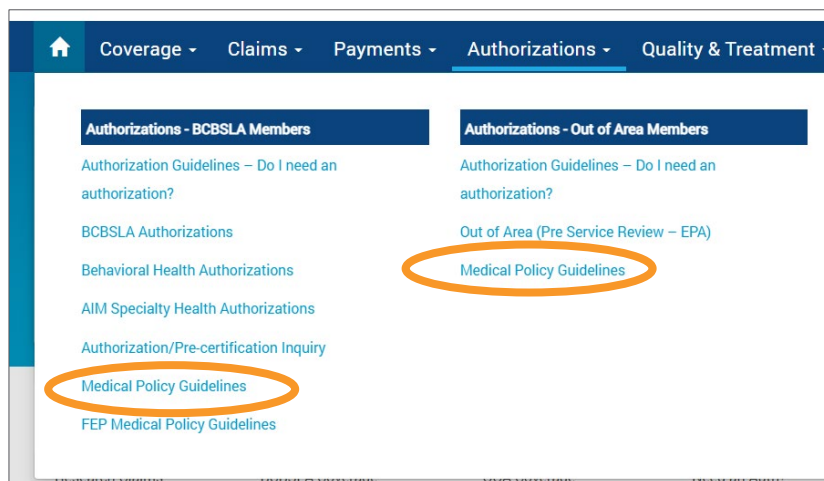 Coverage Claims Payments Authorizations Quality & Treatment
Authorizations - BCBSLA Members
Authorization Guidelines – Do I need an
authorization?
BCBSLA Authorizations
Behavioral Health Authorizations
AIM Specialty Health Authorizations
Authorization/Pre-certification Inquiry
Medical Policy Guidelines
FEP Medical Policy Guidelines
Authorizations - Out of Area Members
Authorization Guidelines – Do I need an
authorization?
Out of Area (Pre Service Review – EPA)
Medical Policy Guidelines